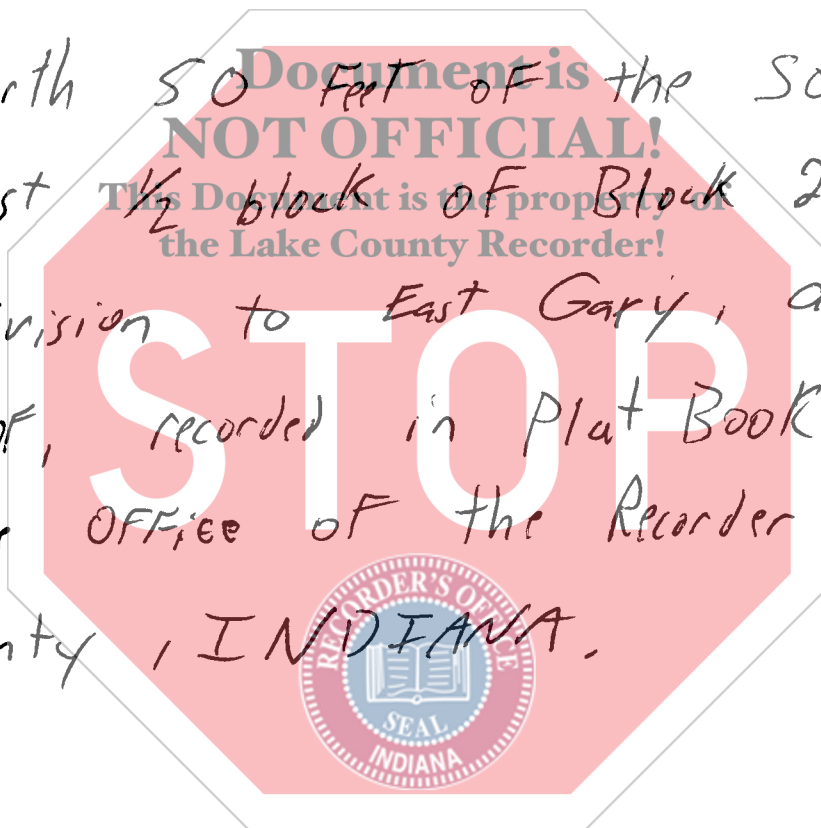 rth 50 Feet OF the So
Document is
NOT OFFICIAL!
st 1/2 block OF Block 2
This Document is the property of
the Lake County Recorder!
vision to East Gary, a
OF, recorded in Plat Book
STOP
r OFFicE oF the Recorder
nty, INDIANA.
RECORDER'S OFFICE
SEAL
INDIANA